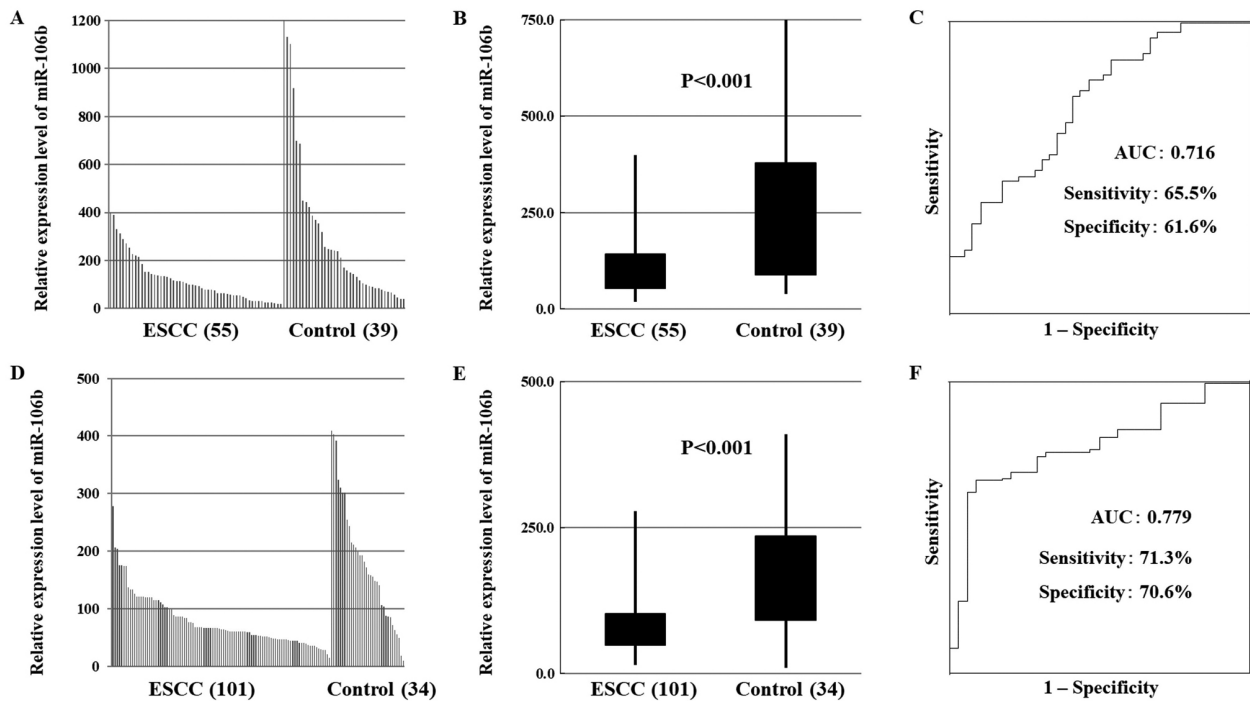 A
Relative expression level of miR-106b
1200
1000
800
600
400
200
0
ESCC (55)
Control (39)
B
Relative expression level of miR-106b
750.0
500.0
250.0
0.0
P<0.001
ESCC (55)
Control (39)
C
Sensitivity
AUC: 0.716
Sensitivity: 65.5%
Specificity: 61.6%
1 – Specificity
D
Relative expression level of miR-106b
500
400
300
200
100
0
ESCC (101)
Control (34)
E
Relative expression level of miR-106b
500.0
250.0
0.0
P<0.001
ESCC (101)
Control (34)
F
Sensitivity
AUC: 0.779
Sensitivity: 71.3%
Specificity: 70.6%
1 – Specificity